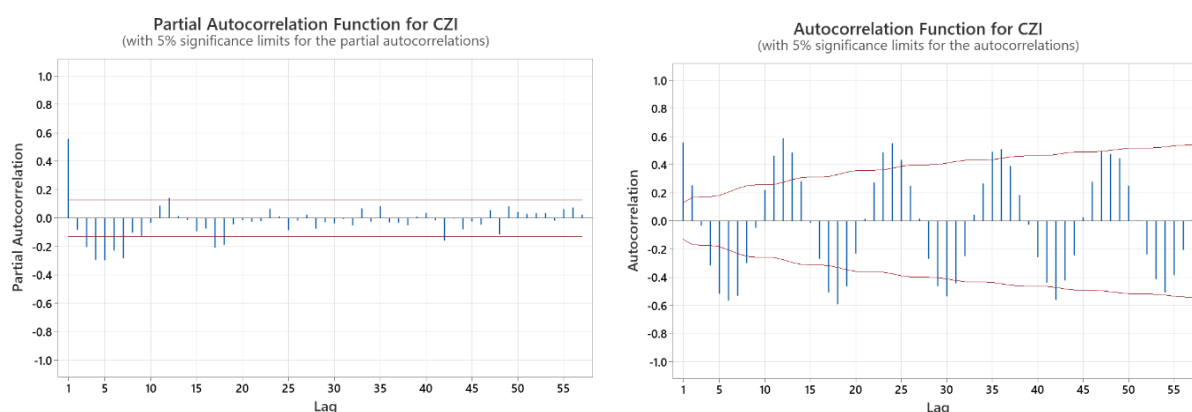 Partial Autocorrelation Function for CZI
(with 5% significance limits for the partial autocorrelations)
Partial Autocorrelation
1.0
0.8
0.6
0.4
0.2
0.0
-0.2
-0.4
-0.6
-0.8
-1.0
1 5 10 15 20 25 30 35 40 45 50 55
Lag
Autocorrelation Function for CZI
(with 5% significance limits for the autocorrelations)
Autocorrelation
1.0
0.8
0.6
0.4
0.2
0.0
-0.2
-0.4
-0.6
-0.8
-1.0
1 5 10 15 20 25 30 35 40 45 50 55
Lag